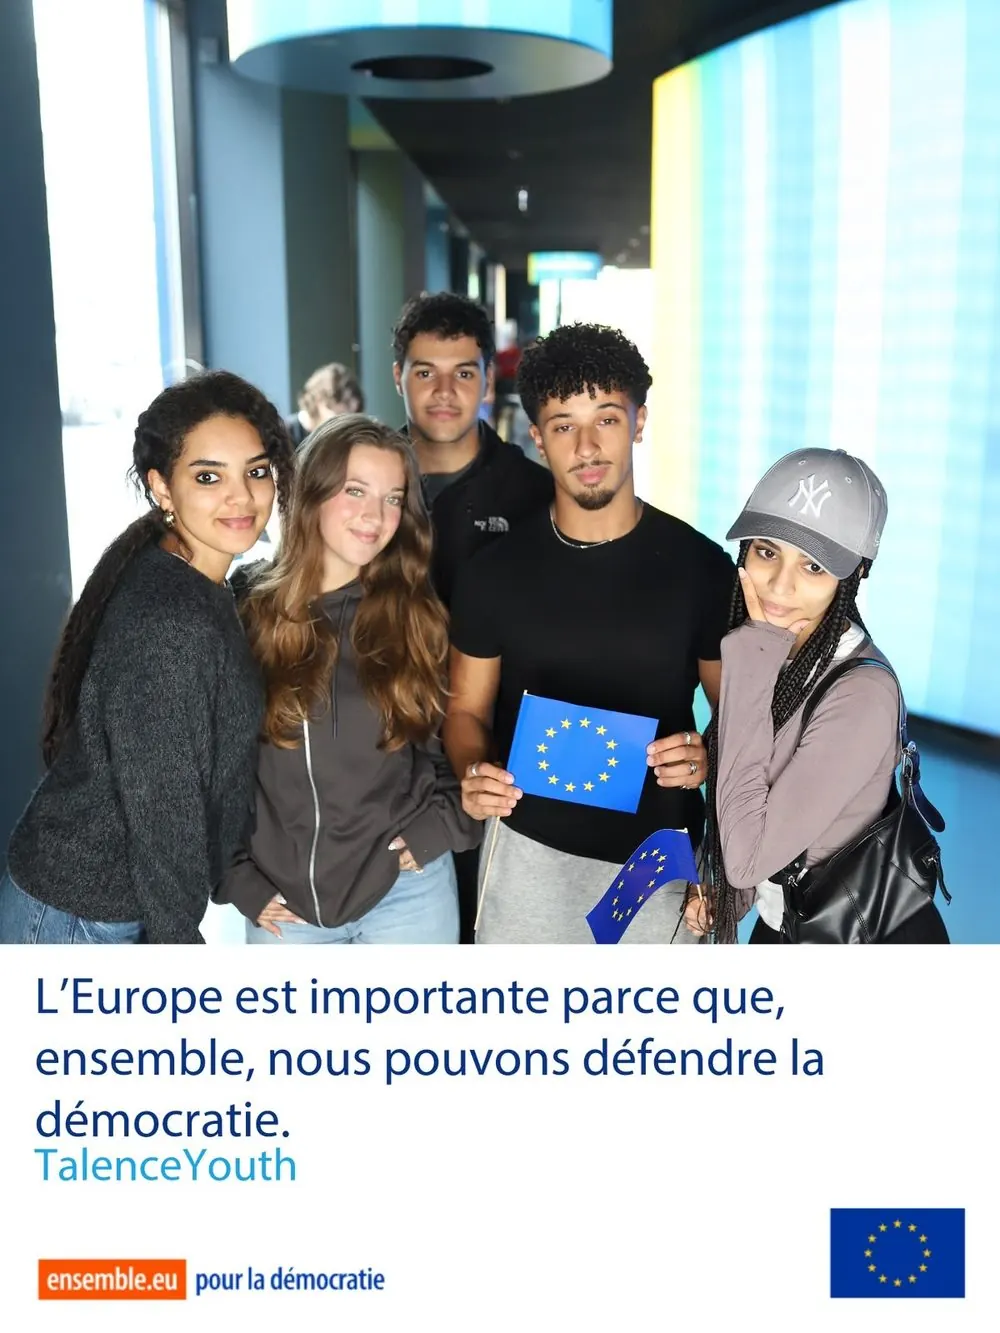 NY
L’Europe est importante parce que,
ensemble, nous pouvons défendre la
démocratie.
TalenceYouth
ensemble.eu pour la démocratie